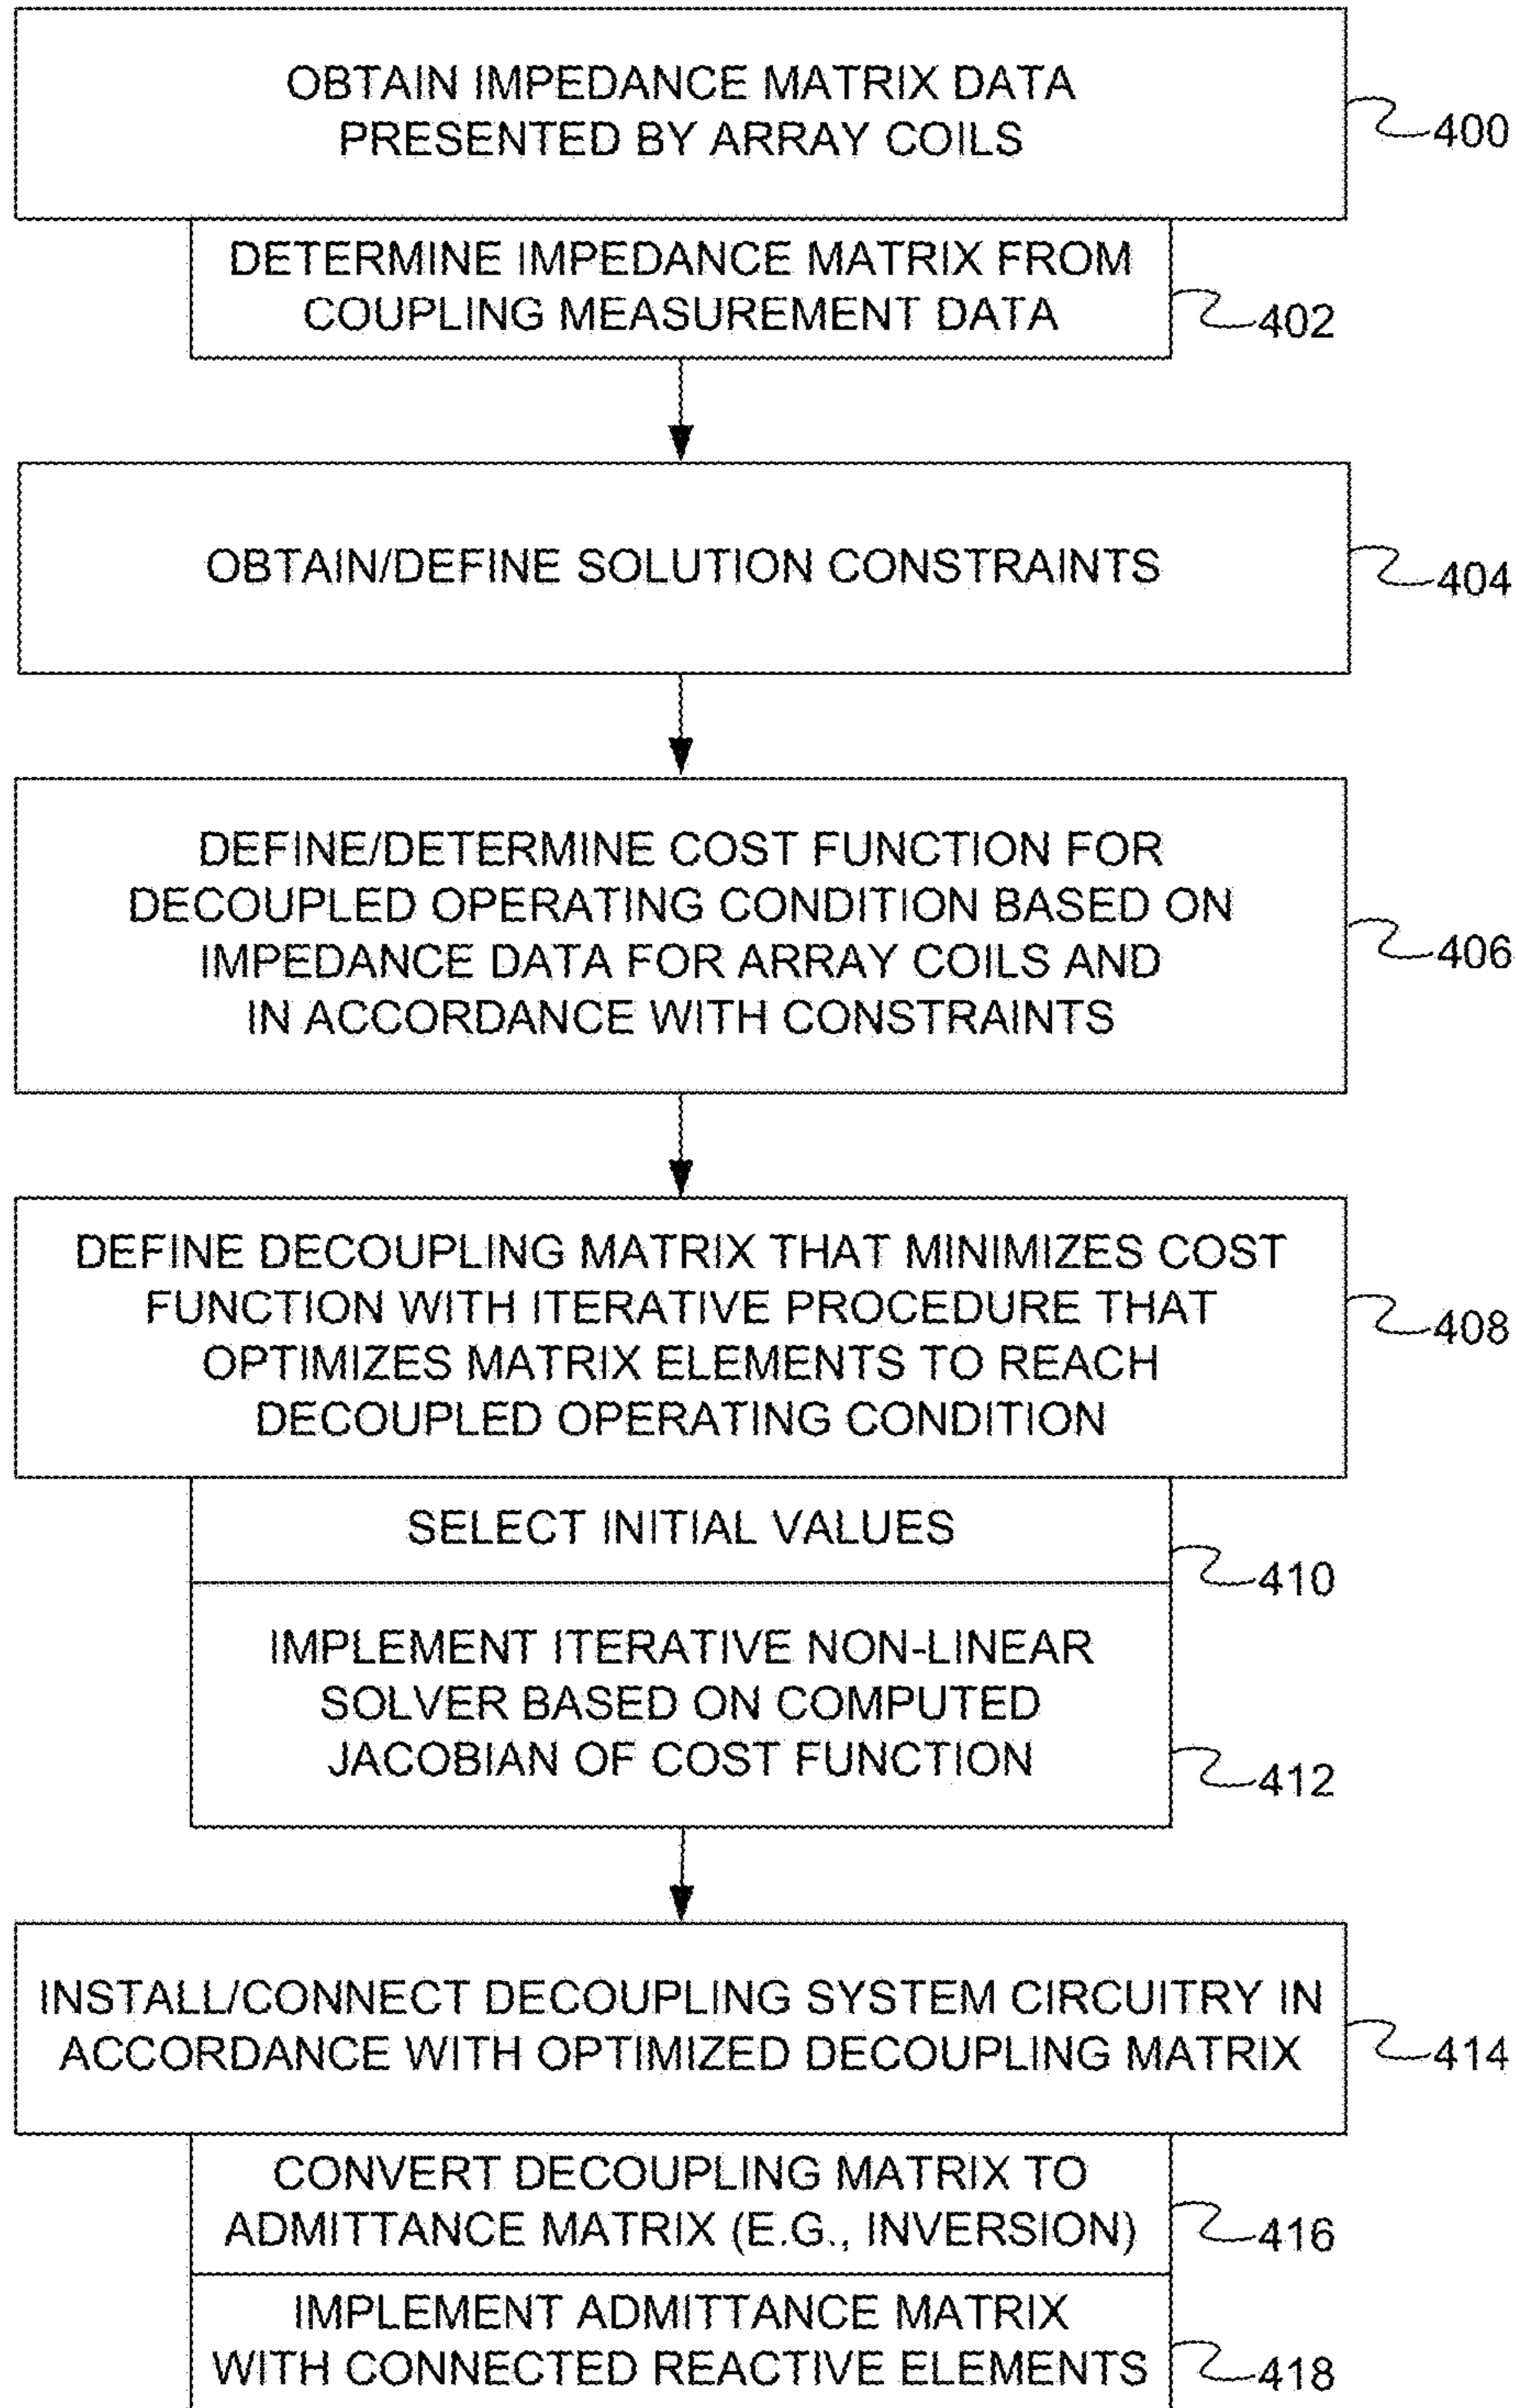 OBTAIN IMPEDANCE MATRIX DATA
PRESENTED BY ARRAY COILS
400
DETERMINE IMPEDANCE MATRIX FROM
COUPLING MEASUREMENT DATA
402
OBTAIN/DEFINE SOLUTION CONSTRAINTS
404
DEFINE/DETERMINE COST FUNCTION FOR
DECOUPLED OPERATING CONDITION BASED ON
IMPEDANCE DATA FOR ARRAY COILS AND
IN ACCORDANCE WITH CONSTRAINTS
406
DEFINE DECOUPLING MATRIX THAT MINIMIZES COST
FUNCTION WITH ITERATIVE PROCEDURE THAT
OPTIMIZES MATRIX ELEMENTS TO REACH
DECOUPLED OPERATING CONDITION
408
SELECT INITIAL VALUES
410
IMPLEMENT ITERATIVE NON-LINEAR
SOLVER BASED ON COMPUTED
JACOBIAN OF COST FUNCTION
412
INSTALL/CONNECT DECOUPLING SYSTEM CIRCUITRY IN
ACCORDANCE WITH OPTIMIZED DECOUPLING MATRIX
414
CONVERT DECOUPLING MATRIX TO
ADMITTANCE MATRIX (E.G., INVERSION)
416
IMPLEMENT ADMITTANCE MATRIX
WITH CONNECTED REACTIVE ELEMENTS
418